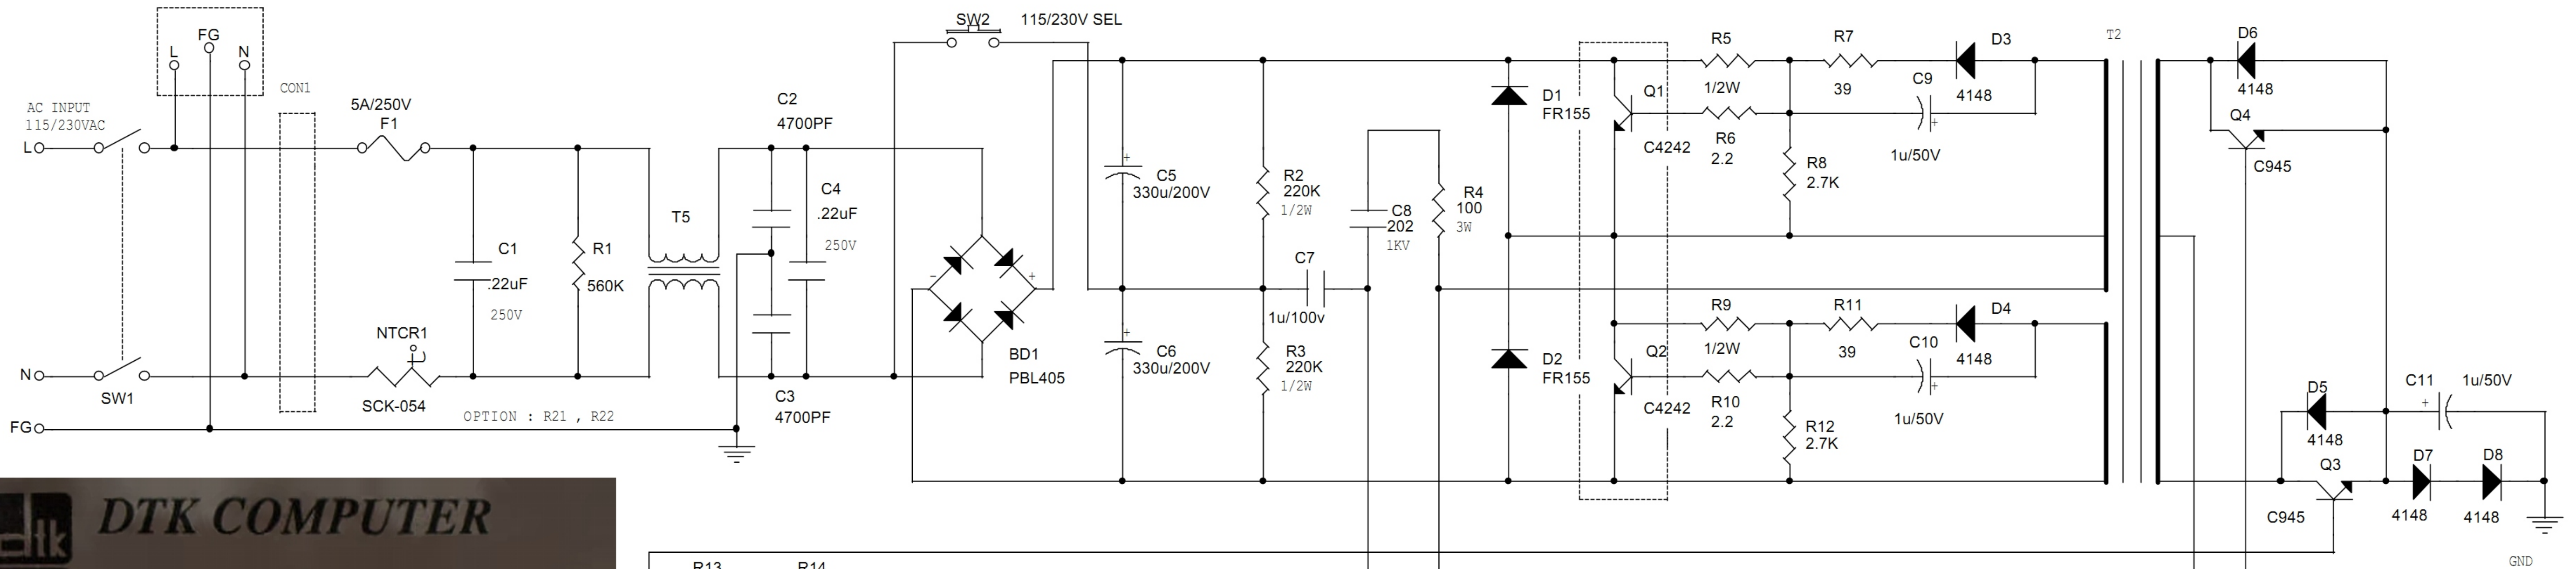 SW2 115/230V SEL
L FG N
CON1
AC INPUT
115/230VAC
L
SW1
N
FG
5A/250V
F1
NTCR1
t
SCK-054
OPTION : R21 , R22
C1
.22uF
250V
R1
560K
T5
C2
4700PF
C4
.22uF
250V
C3
4700PF
- +
BD1
PBL405
+
C5
330u/200V
+
C6
330u/200V
R2
220K
1/2W
R3
220K
1/2W
C7
1u/100v
C8
202
1KV
R4
100
3W
D1
FR155
D2
FR155
Q1
C4242
Q2
C4242
R5
1/2W
R6
2.2
R7
39
R8
2.7K
D3
4148
C9
+
1u/50V
R9
1/2W
R10
2.2
R11
39
R12
2.7K
D4
4148
C10
+
1u/50V
T2
D6
4148
Q4
C945
D5
4148
Q3
C945
C11 1u/50V
+
D7
4148
D8
4148
GND
dtk DTK COMPUTER
R13 R14